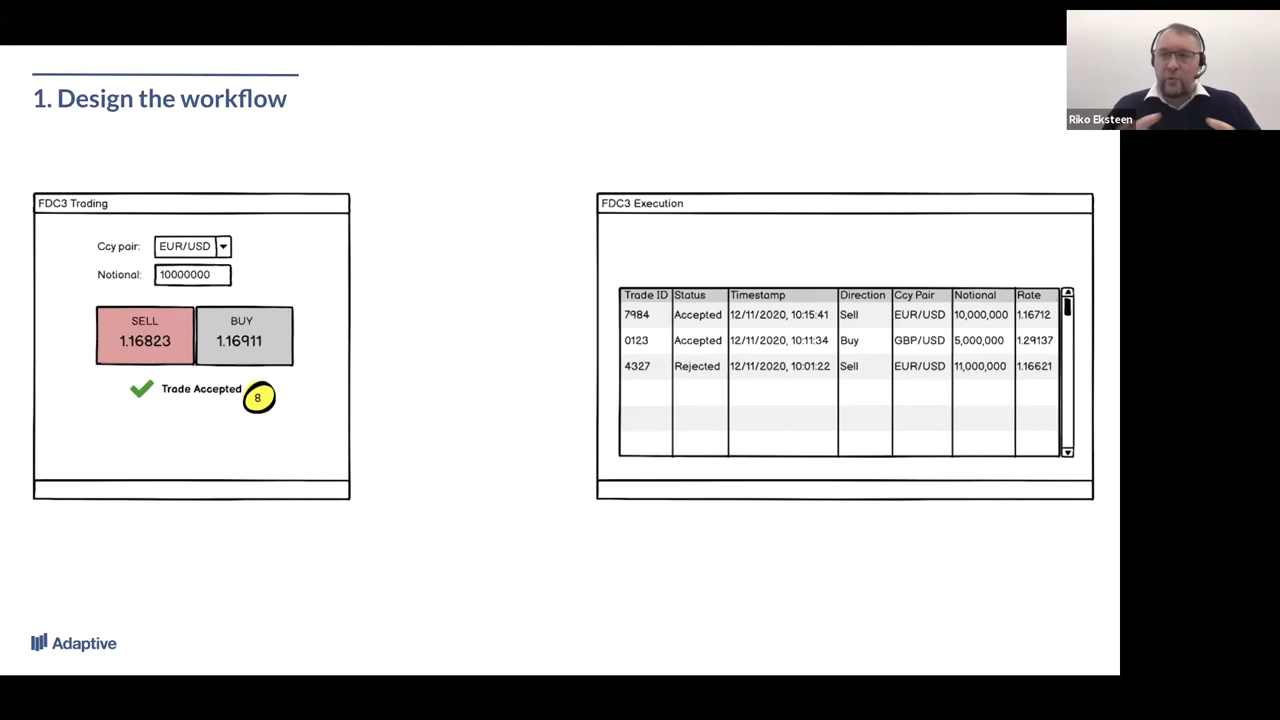 Riko Eksteen
1. Design the workflow
FDC3 Trading
Ccy pair: EUR/USD
Notional: 10000000
SELL BUY
1.16823 1.16911
Trade Accepted 8
FDC3 Execution
Trade ID Status Timestamp Direction Ccy Pair Notional Rate
7984 Accepted 12/11/2020, 10:15:41 Sell EUR/USD 10,000,000 1.16712
0123 Accepted 12/11/2020, 10:11:34 Buy GBP/USD 5,000,000 1.29137
4327 Rejected 12/11/2020, 10:01:22 Sell EUR/USD 11,000,000 1.16621
Adaptive